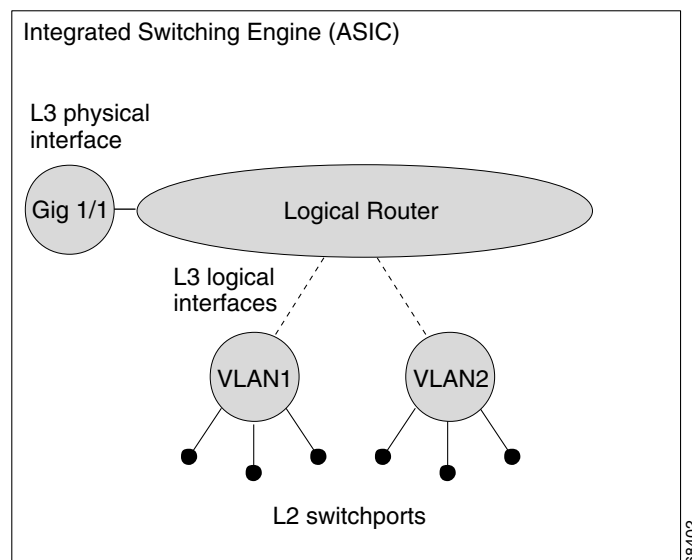 Integrated Switching Engine (ASIC)
L3 physical
interface
Gig 1/1
Logical Router
L3 logical
interfaces
VLAN1
VLAN2
L2 switchports